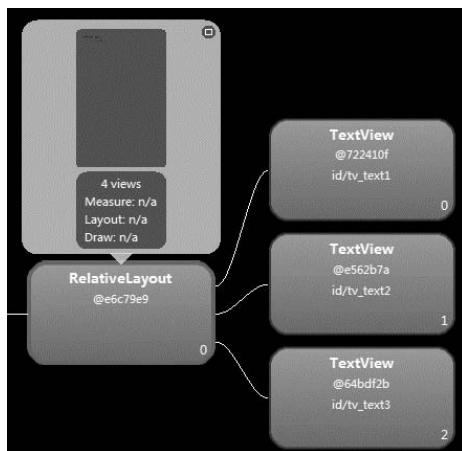 4 views
Measure: n/a
Layout: n/a
Draw: n/a
RelativeLayout
@e6c79e9
0
TextView
@722410f
id/tv_text1
0
TextView
@e562b7a
id/tv_text2
1
TextView
@64bdf2b
id/tv_text3
2